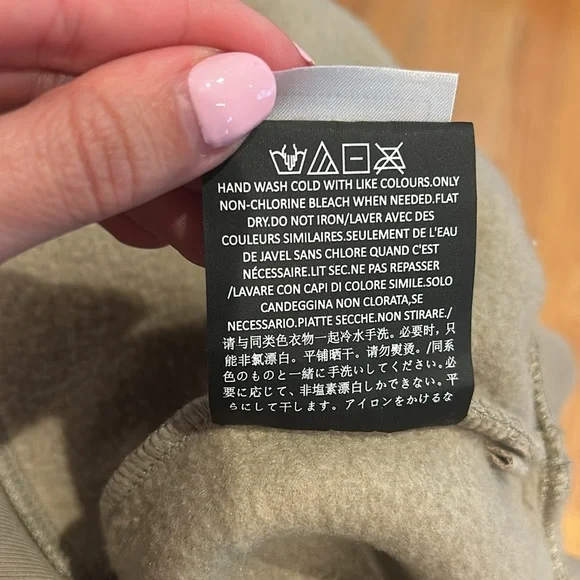 HAND WASH COLD WITH LIKE COLOURS.ONLY
NON-CHLORINE BLEACH WHEN NEEDED.FLAT
DRY.DO NOT IRON/LAVER AVEC DES
COULEURS SIMILAIRES.SEULEMENT DE L'EAU
DE JAVEL SANS CHLORE QUAND C'EST
NÉCESSAIRE.LIT SEC.NE PAS REPASSER
/LAVARE CON CAPI DI COLORE SIMILE.SOLO
CANDEGGINA NON CLORATA,SE
NECESSARIO.PIATTE SECCHE.NON STIRARE./
请与同类色衣物一起冷水手洗。必要时，只
能非氯漂白。平铺晒干。请勿熨烫。/同系
色のものと一緒に手洗いしてください。必
要に応じて、非塩素漂白しかできない。平
らにして干します。アイロンをかけるな